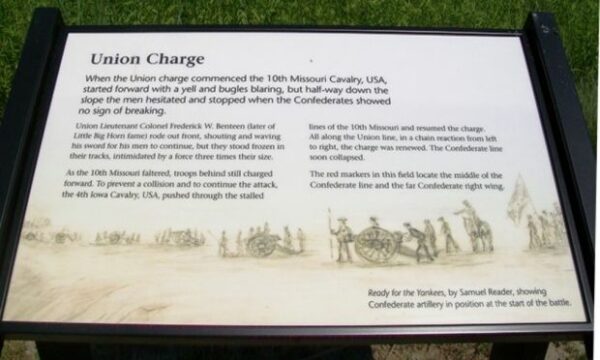 Union Charge
When the Union charge commenced the 10th Missouri Cavalry, USA,
started forward with a yell and bugles blaring, but half-way down the
slope the men hesitated and stopped when the Confederates showed
no sign of breaking.
Union Lieutenant Colonel Frederick W. Benteen (later of
Little Big Horn fame) rode out front, shouting and waving
his sword for his men to continue, but they stood frozen in
their tracks, intimidated by a force three times their size.
As the 10th Missouri faltered, troops behind still charged
forward. To prevent a collision and to continue the attack,
the 4th Iowa Cavalry, USA, pushed through the stalled
lines of the 10th Missouri and resumed the charge.
All along the Union line, in a chain reaction from left
to right, the charge was renewed. The Confederate line
soon collapsed.
The red markers in this field locate the middle of the
Confederate line and the far Confederate right wing.
Ready for the Yankees, by Samuel Reader, showing
Confederate artillery in position at the start of the battle.